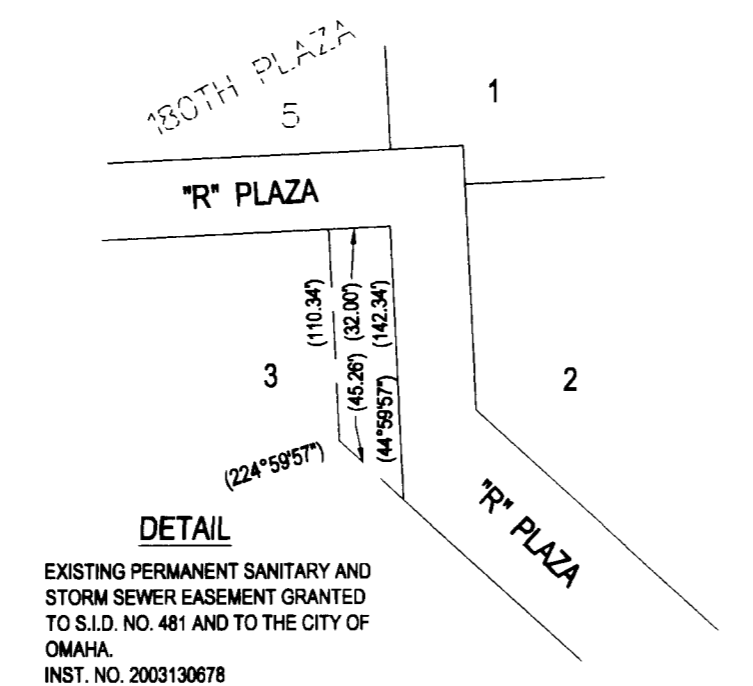 180TH PLAZA
5
1
"R" PLAZA
(110.34')
(32.00')
(142.34')
3
(45.26')
(44°59'57")
2
(224°59'57")
"R" PLAZA
DETAIL
EXISTING PERMANENT SANITARY AND
STORM SEWER EASEMENT GRANTED
TO S.I.D. NO. 481 AND TO THE CITY OF
OMAHA.
INST. NO. 2003130678